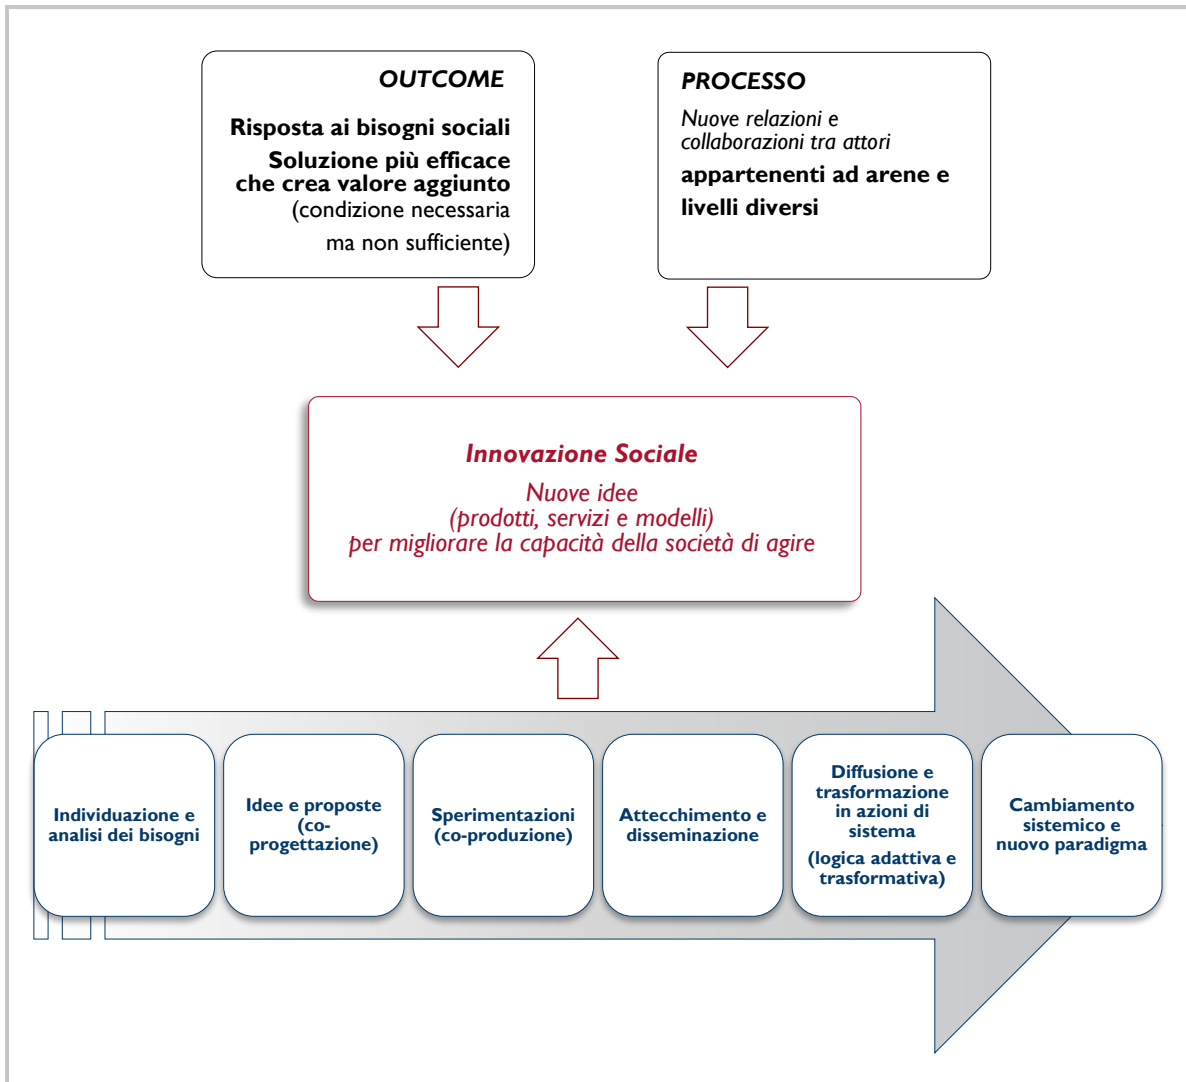 OUTCOME
Risposta ai bisogni sociali
Soluzione più efficace
che crea valore aggiunto
(condizione necessaria
ma non sufficiente)
PROCESSO
Nuove relazioni e
collaborazioni tra attori
appartenenti ad arene e
livelli diversi
Innovazione Sociale
Nuove idee
(prodotti, servizi e modelli)
per migliorare la capacità della società di agire
Individuazione e
analisi dei bisogni
Idee e proposte
(co-
progettazione)
Sperimentazioni
(co-produzione)
Attecchimento e
disseminazione
Diffusione e
trasformazione
in azioni di
sistema
(logica adattiva e
trasformativa)
Cambiamento
sistemico e
nuovo paradigma